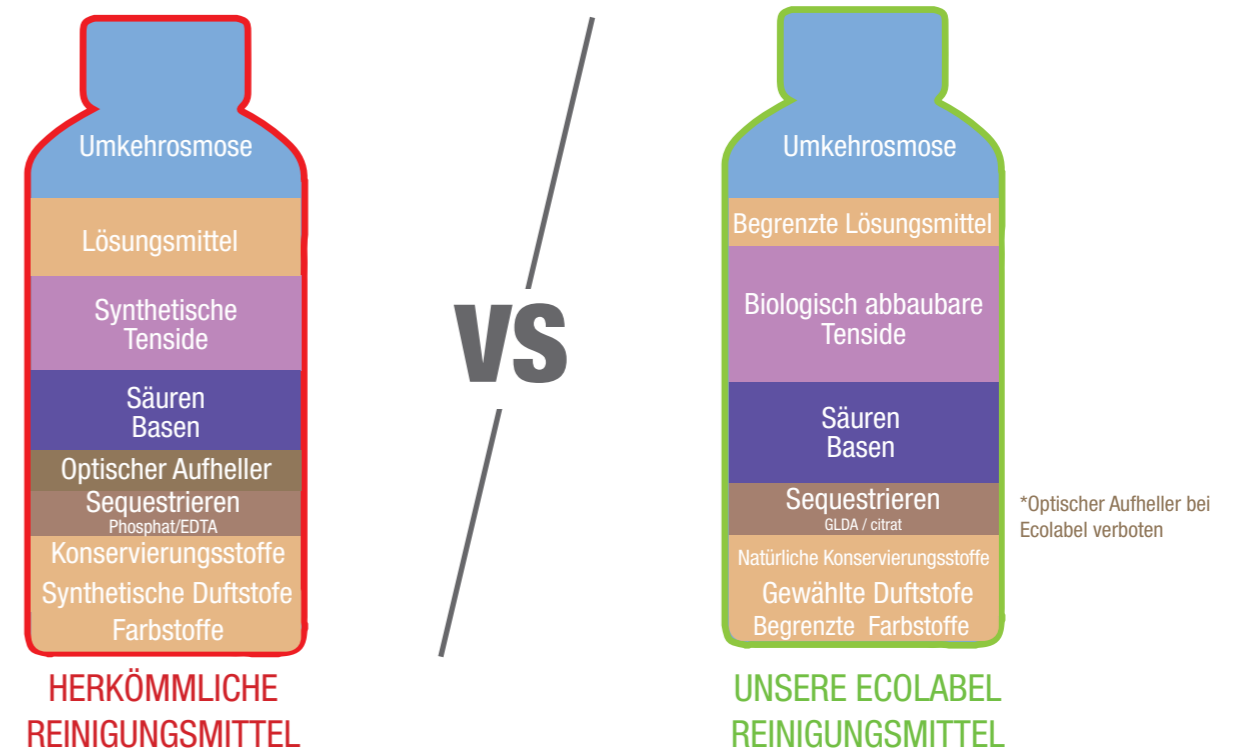 Umkehrosmose
Lösungsmittel
Synthetische
Tenside
Säuren
Basen
Optischer Aufheller
Sequestrieren
Phosphat/EDTA
Konservierungsstoffe
Synthetische Duftstofe
Farbstoffe
HERKÖMMLICHE
REINIGUNGSMITTEL
VS
Umkehrosmose
Begrenzte Lösungsmittel
Biologisch abbaubare
Tenside
Säuren
Basen
Sequestrieren
GLDA / citrat
Natürliche Konservierungsstoffe
Gewählte Duftstofe
Begrenzte Farbstoffe
UNSERE ECOLABEL
REINIGUNGSMITTEL
*Optischer Aufheller bei
Ecolabel verboten